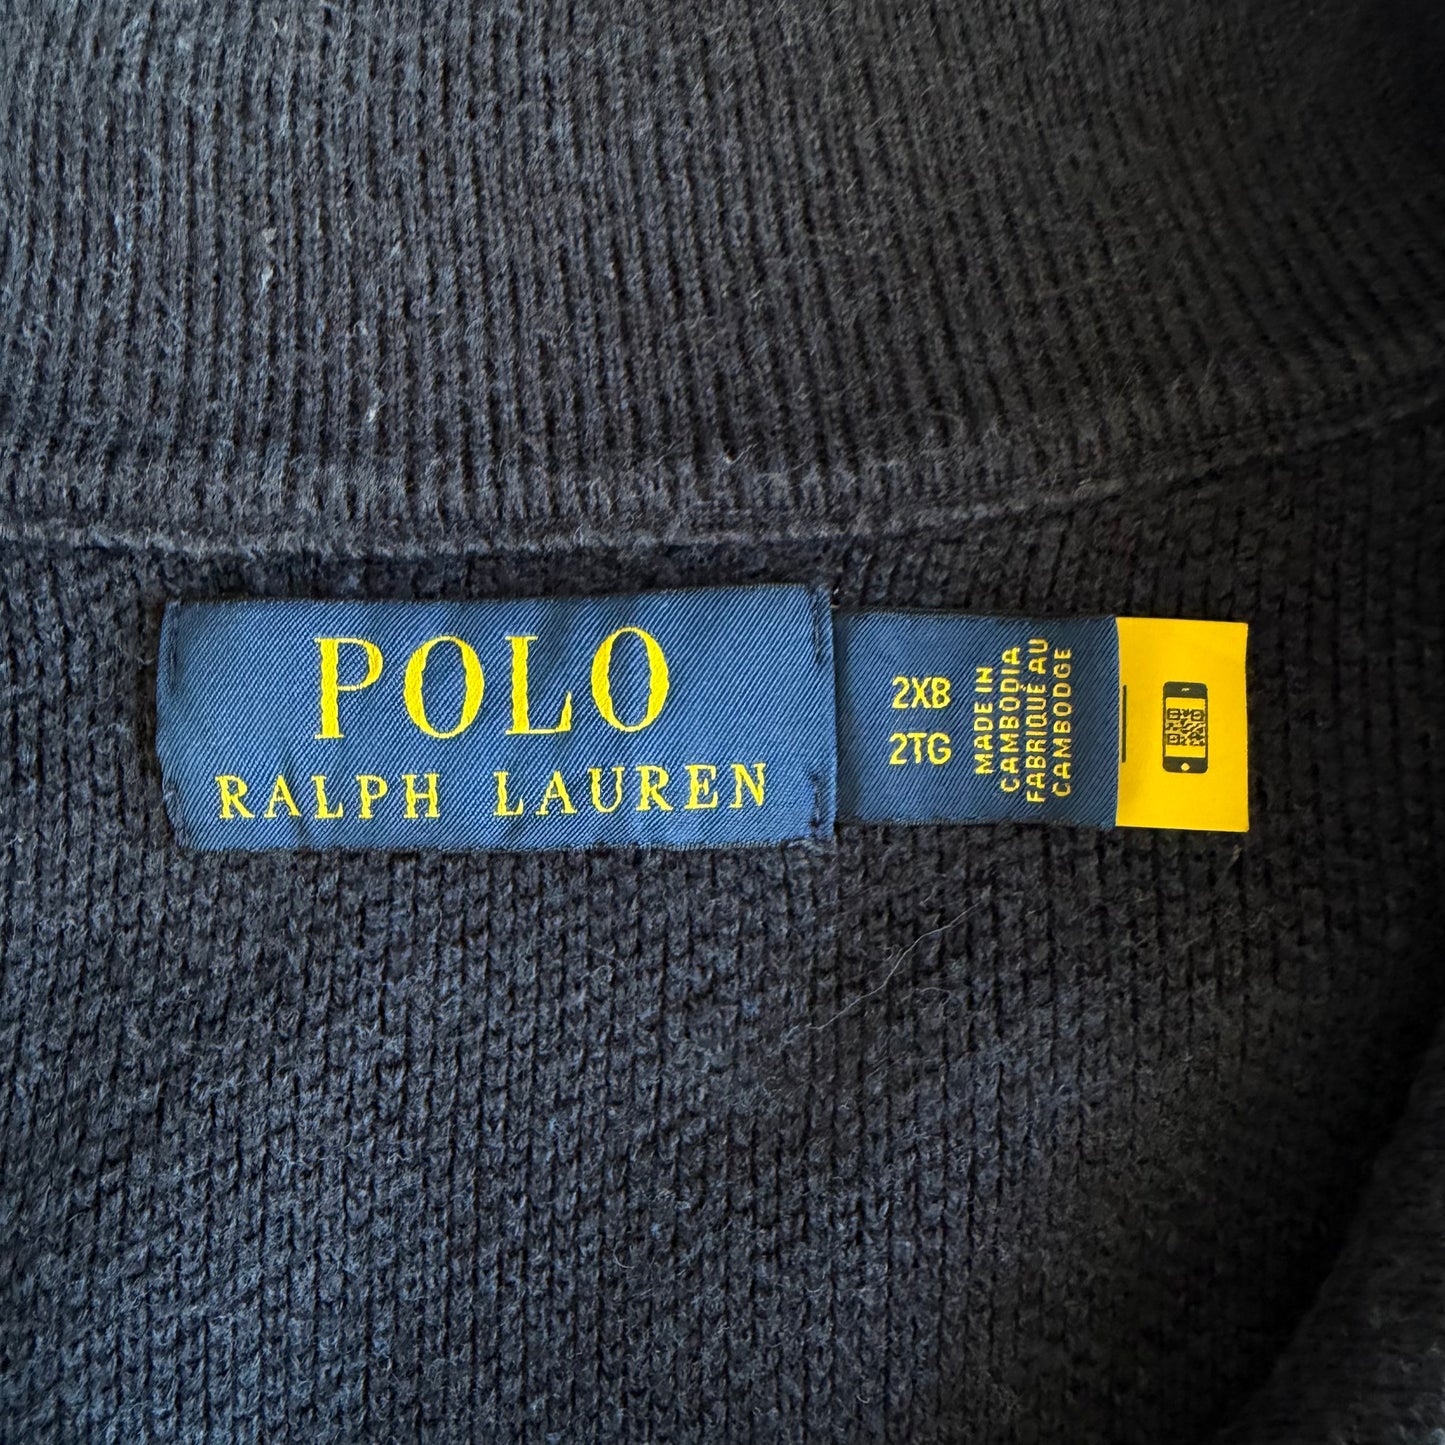 POLO
RALPH LAUREN
2XB
2TG
MADE IN
CAMBODIA
FABRIQUÉ AU
CAMBODGE